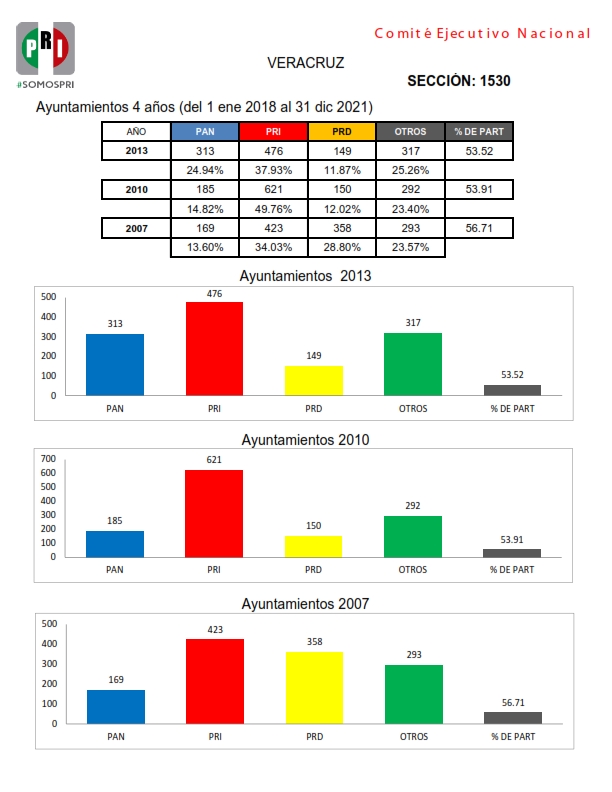 Comité Ejecutivo Nacional
PRI
#SOMOSPRI
VERACRUZ
SECCIÓN: 1530
Ayuntamientos 4 años (del 1 ene 2018 al 31 dic 2021)
AÑO PAN PRI PRD OTROS % DE PART
2013 313 476 149 317 53.52
24.94% 37.93% 11.87% 25.26%
2010 185 621 150 292 53.91
14.82% 49.76% 12.02% 23.40%
2007 169 423 358 293 56.71
13.60% 34.03% 28.80% 23.57%
Ayuntamientos 2013
500
400
300
200
100
0
313 476 149 317 53.52
PAN PRI PRD OTROS % DE PART
Ayuntamientos 2010
700
600
500
400
300
200
100
0
185 621 150 292 53.91
PAN PRI PRD OTROS % DE PART
Ayuntamientos 2007
500
400
300
200
100
0
169 423 358 293 56.71
PAN PRI PRD OTROS % DE PART